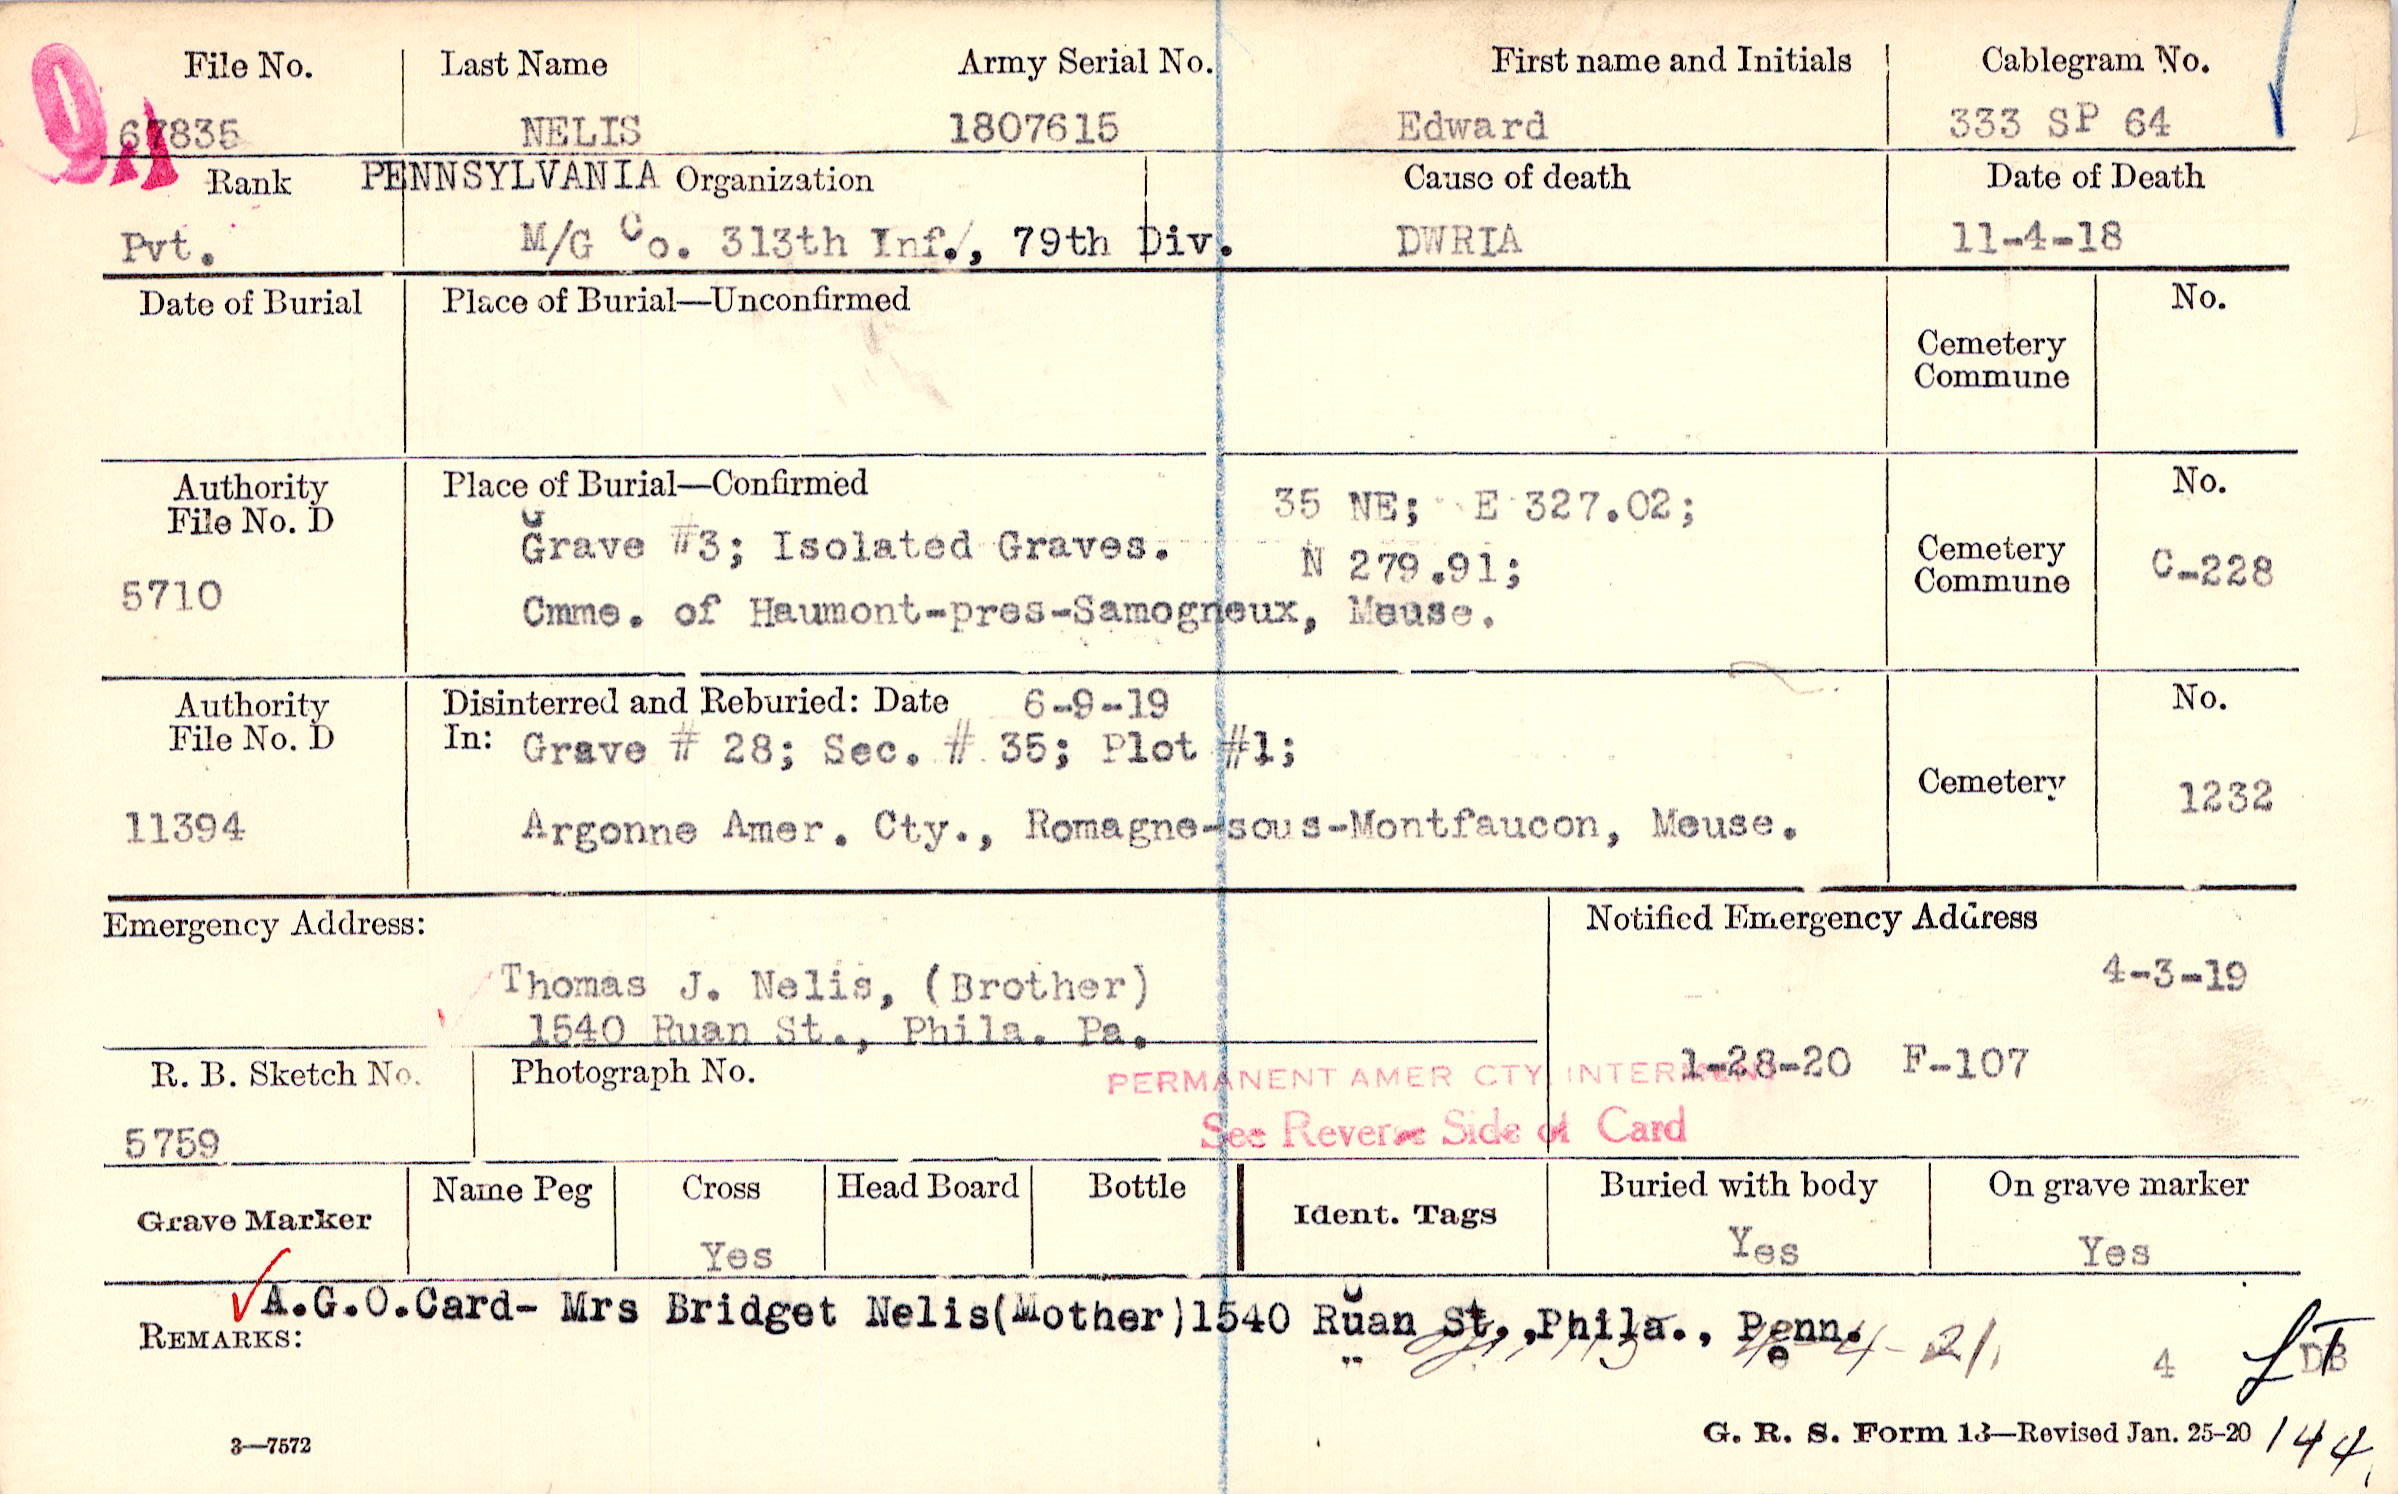 File No. Last Name Army Serial No. First name and Initials Cablegram No.
67835 NELIS 1807615 Edward 333 SP 64
Rank PENNSYLVANIA Organization Cause of death Date of Death
Pvt. M/G Co. 313th Inf., 79th Div. DWRIA 11-4-18
Date of Burial Place of Burial—Unconfirmed No.
Cemetery
Commune
Authority Place of Burial—Confirmed No.
File No. D 35 NE; E 327.02;
Grave #3; Isolated Graves. N 279.91; Cemetery
5710 Commune C-228
Cmme. of Haumont-pres-Samogneux, Meuse.
Authority Disinterred and Reburied: Date 6-9-19 No.
File No. D In: Grave # 28; Sec. # 35; Plot #1;
Cemetery 1232
11394 Argonne Amer. Cty., Romagne-sous-Montfaucon, Meuse.
Emergency Address: Notified Emergency Address
Thomas J. Nelis, (Brother) 4-3-19
1540 Ruan St., Phila. Pa.
R. B. Sketch No. Photograph No. PERMANENT AMER CTY INTERMENT 1-28-20 F-107
5759 See Reverse Side of Card
Grave Marker Name Peg Cross Head Board Bottle Ident. Tags Buried with body On grave marker
Yes Yes Yes
A.G.O.Card- Mrs Bridget Nelis(Mother)1540 Ruan St.,Phila., Penn.
REMARKS: 4 DB
3—7572 G. R. S. Form 13—Revised Jan. 25-20 144